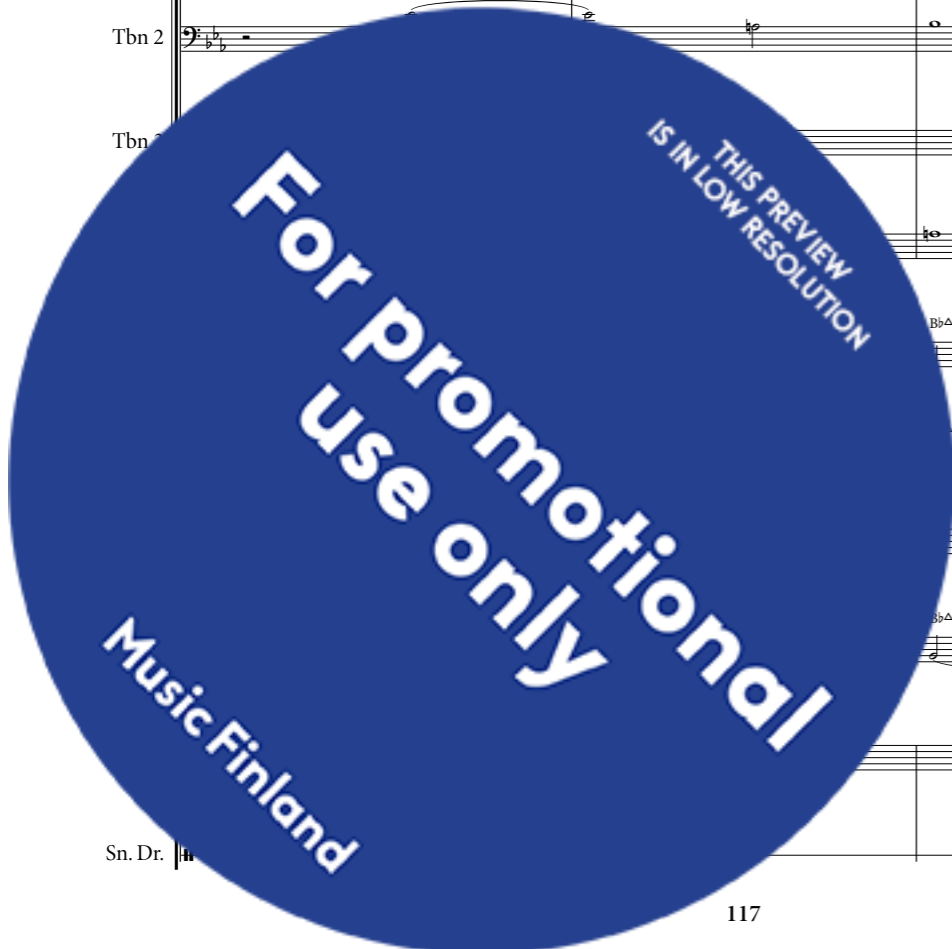 Tbn 2
Tbn
THIS PREVIEW
IS IN LOW RESOLUTION
For promotional
use only
B♭△
B♭△
Music Finland
Sn. Dr.
117